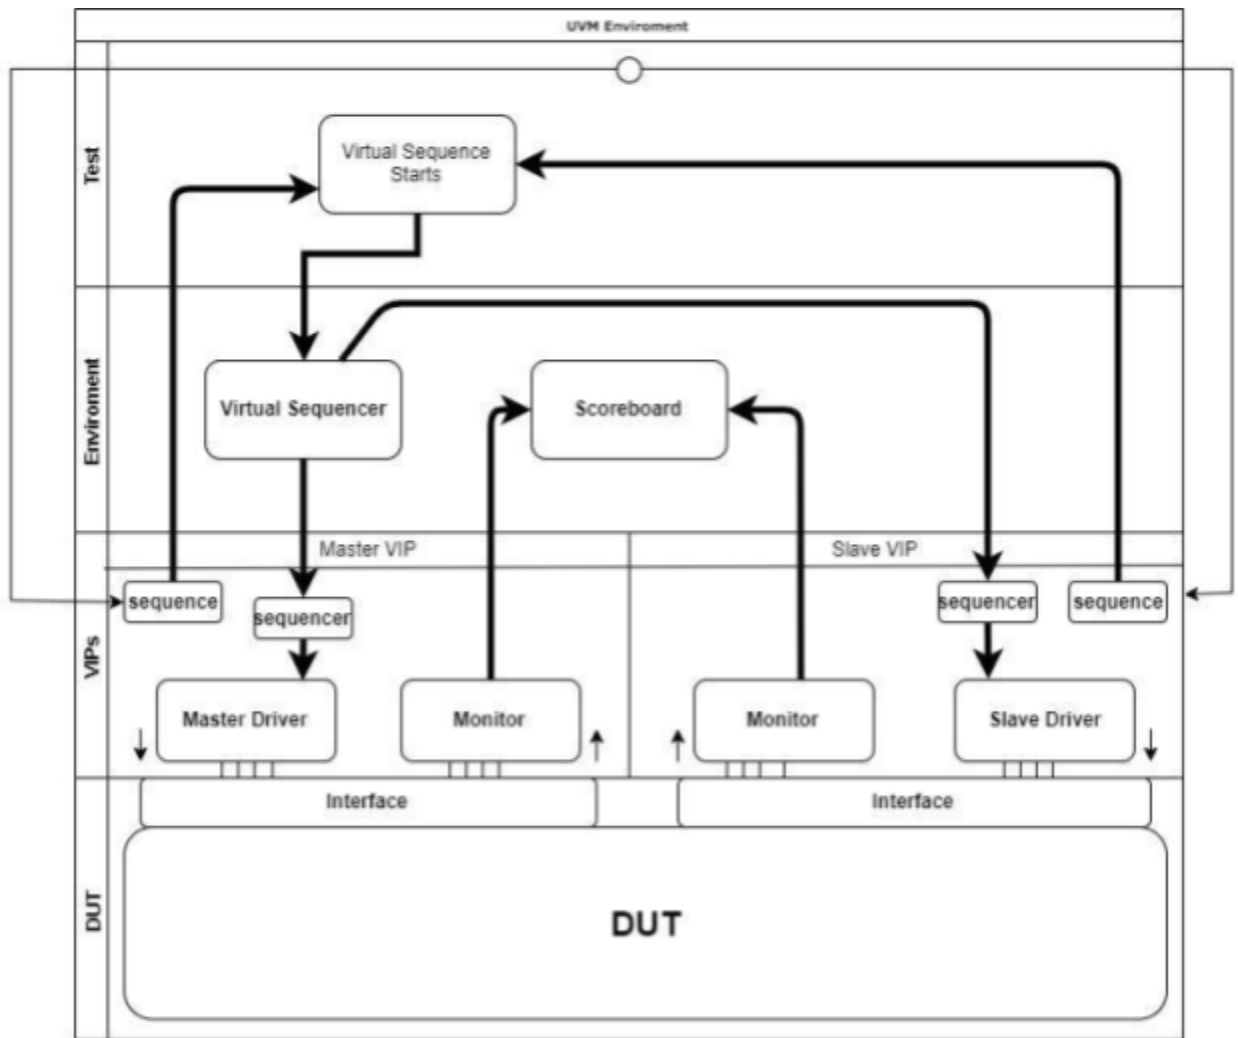 UVM Enviroment
Test
Virtual Sequence
Starts
Enviroment
Virtual Sequencer
Scoreboard
VIPs
Master VIP
Slave VIP
sequence
sequencer
sequencer
sequence
Master Driver
Monitor
Monitor
Slave Driver
DUT
Interface
Interface
DUT